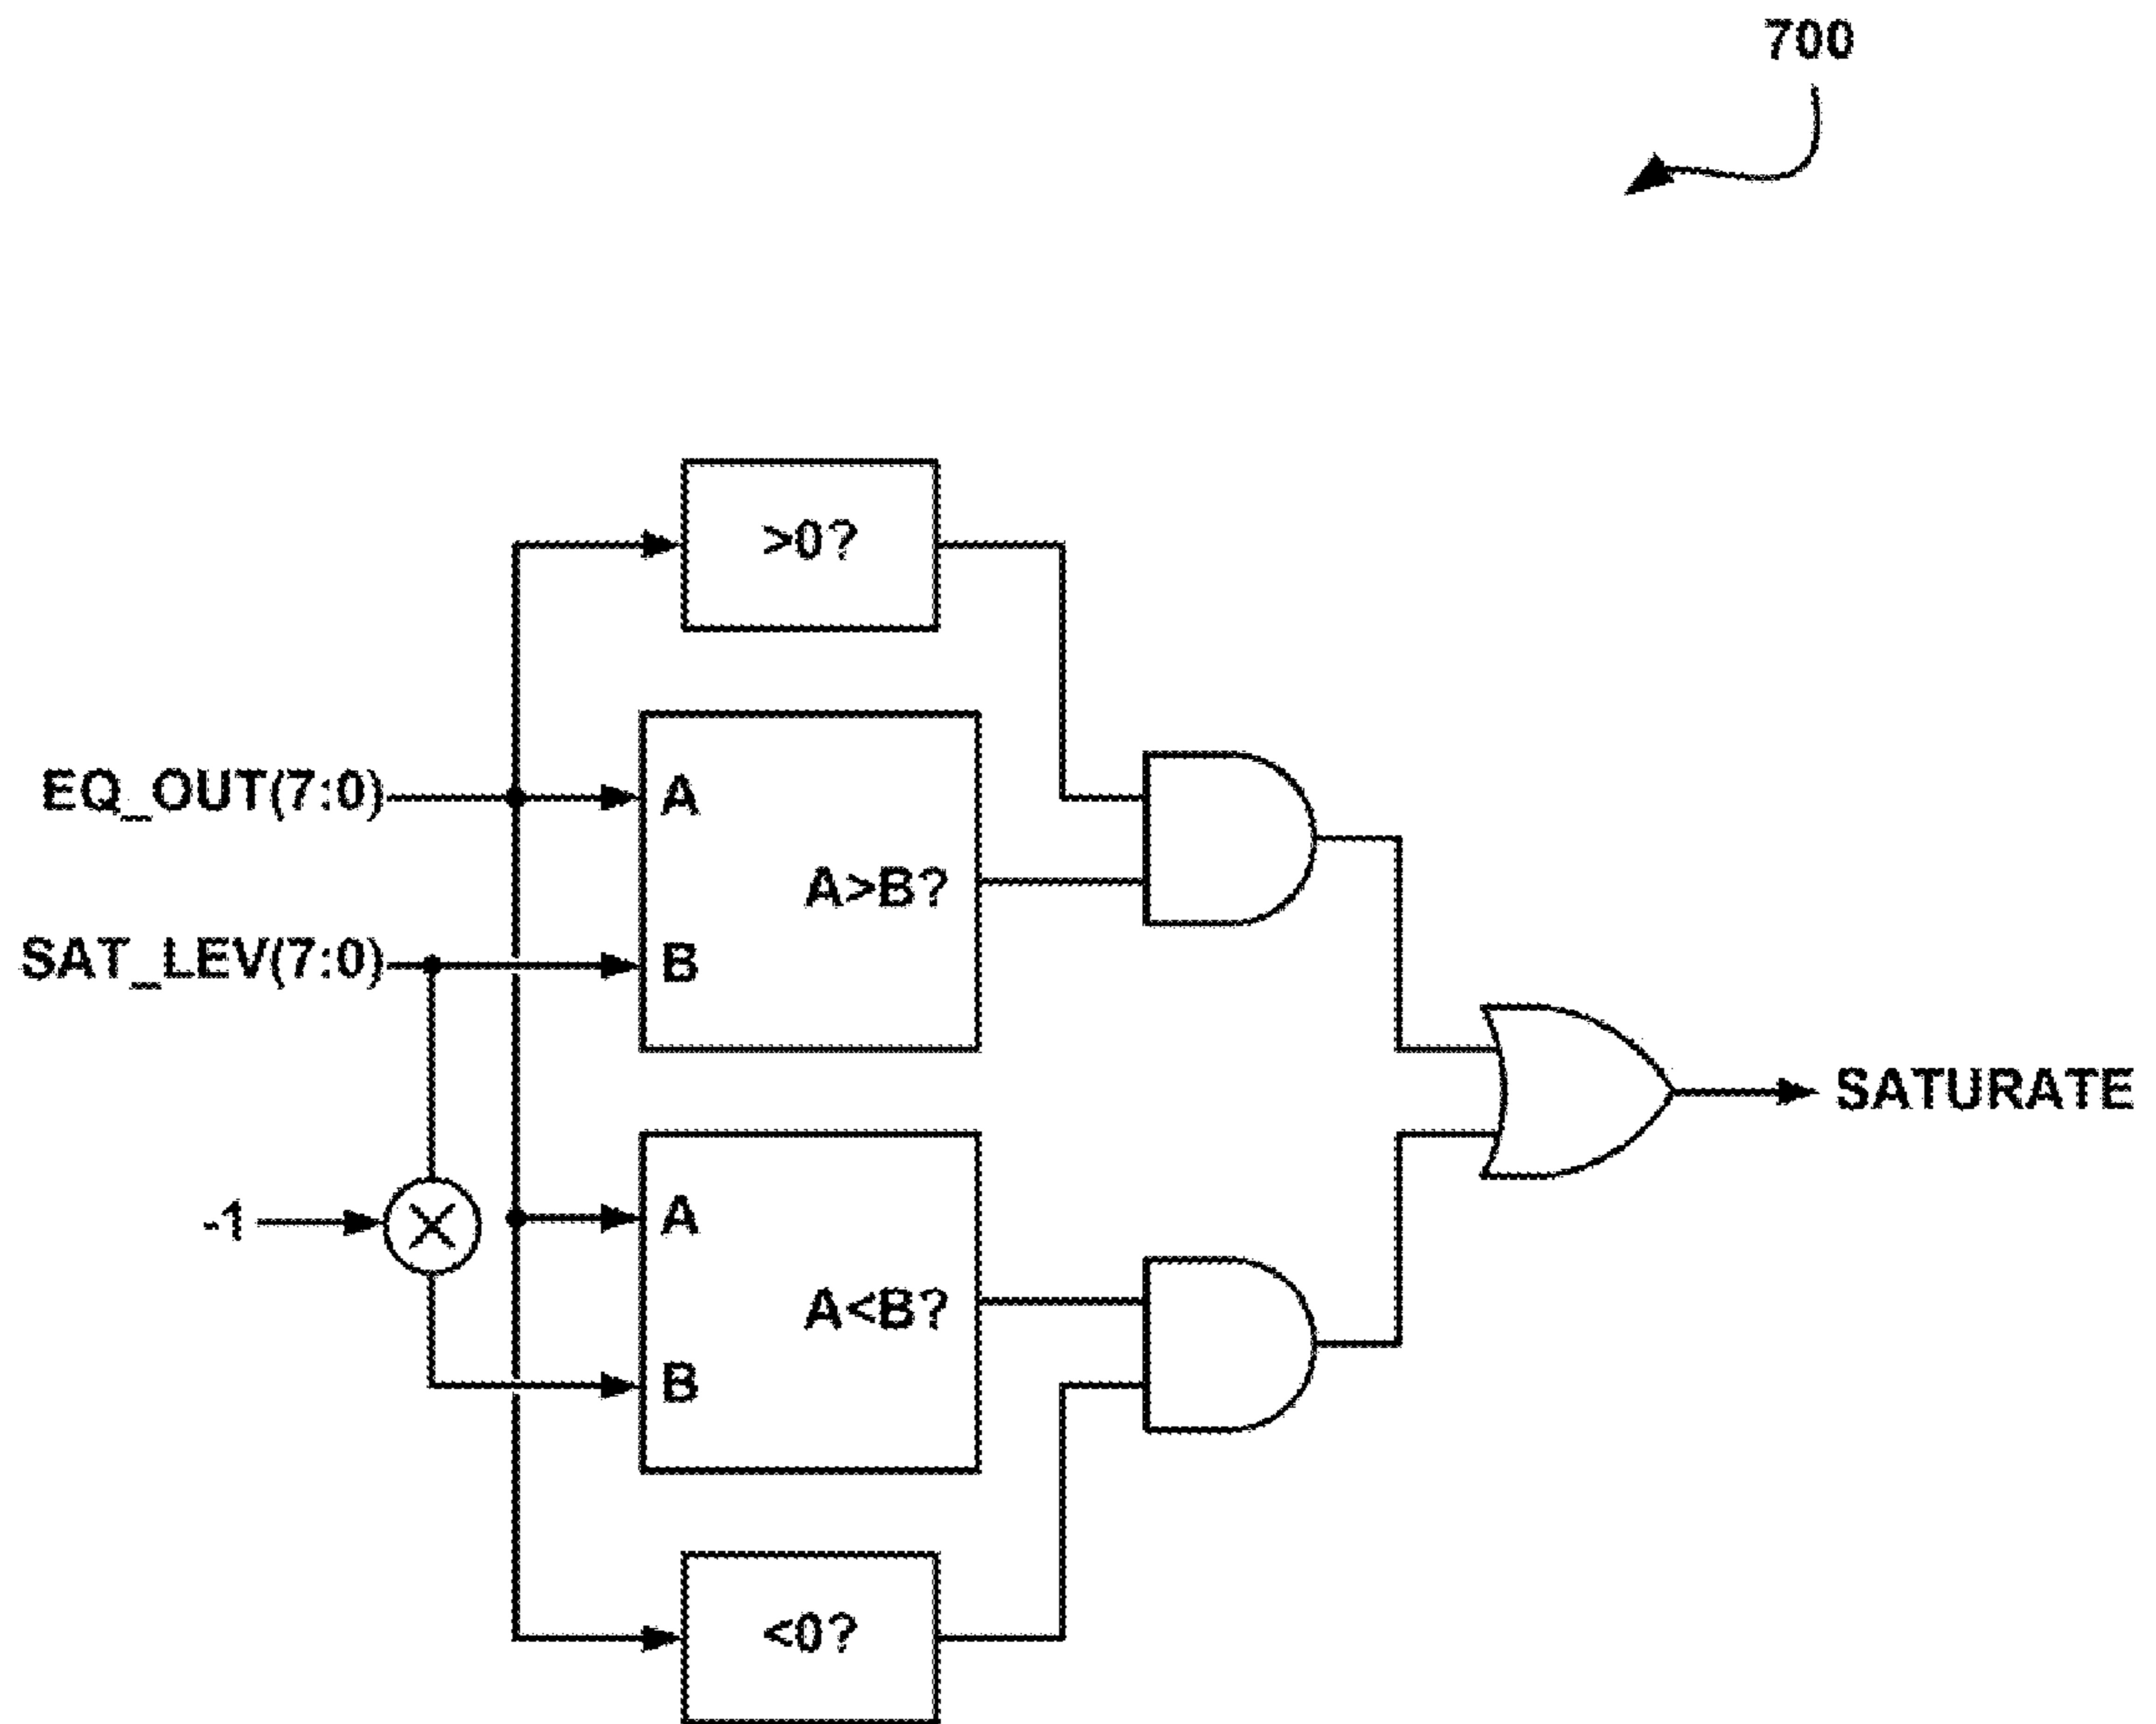 700
>0?
EQ_OUT(7:0)
A
A>B?
SAT_LEV(7:0)
B
SATURATE
-1
A
A<B?
B
<0?